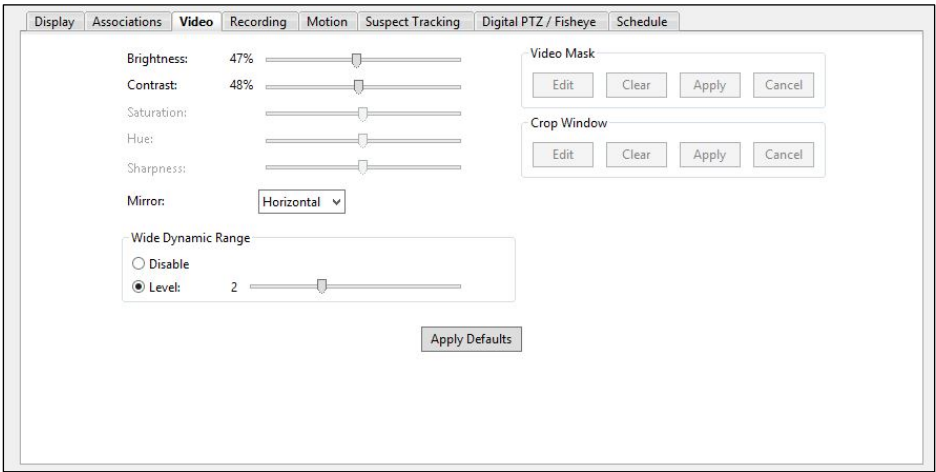 Display Associations Video Recording Motion Suspect Tracking Digital PTZ / Fisheye Schedule
Brightness: 47%
Contrast: 48%
Saturation:
Hue:
Sharpness:
Mirror: Horizontal
Wide Dynamic Range
Disable
Level: 2
Video Mask
Edit Clear Apply Cancel
Crop Window
Edit Clear Apply Cancel
Apply Defaults